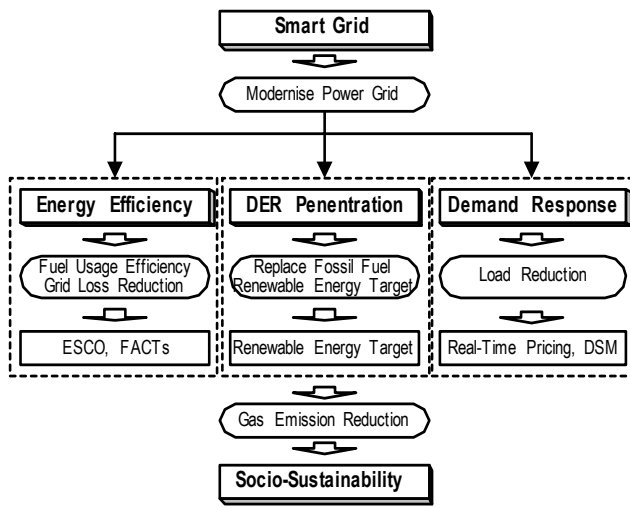 Smart Grid
Modernise Power Grid
Energy Efficiency
Fuel Usage Efficiency
Grid Loss Reduction
ESCO, FACTs
DER Penentration
Replace Fossil Fuel
Renewable Energy Target
Renewable Energy Target
Demand Response
Load Reduction
Real-Time Pricing, DSM
Gas Emission Reduction
Socio-Sustainability